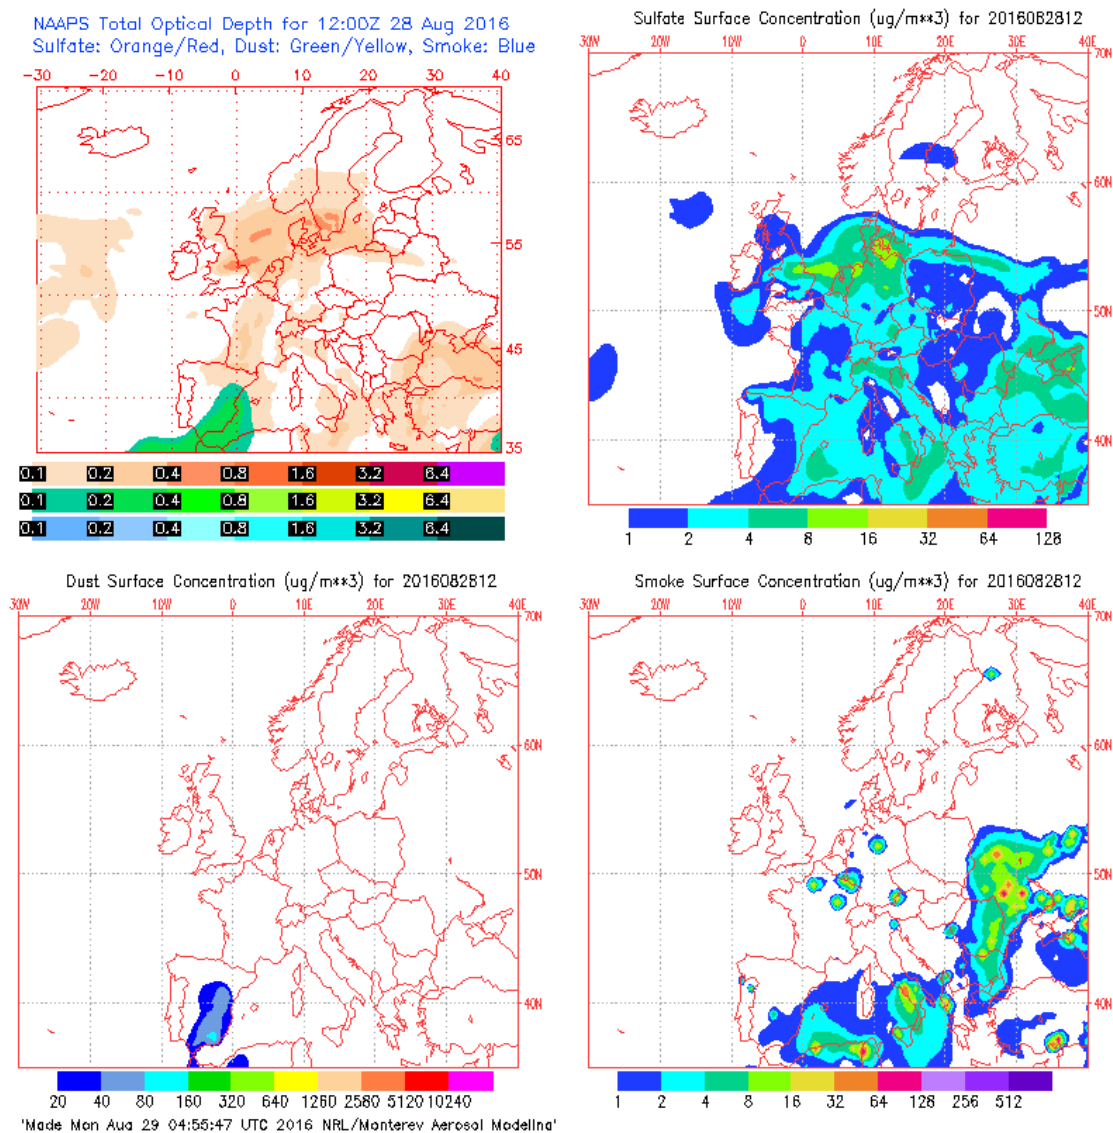 NAAPS Total Optical Depth for 12:00Z 28 Aug 2016
Sulfate: Orange/Red, Dust: Green/Yellow, Smoke: Blue
-30 -20 -10 0 10 20 30 40
65
55
45
35
0.1 0.2 0.4 0.8 1.6 3.2 6.4
0.1 0.2 0.4 0.8 1.6 3.2 6.4
0.1 0.2 0.4 0.8 1.6 3.2 6.4
Sulfate Surface Concentration (ug/m**3) for 2016082812
30W 20W 10W 0 10E 20E 30E 40E
70N
60N
50N
40N
1 2 4 8 16 32 64 128
Dust Surface Concentration (ug/m**3) for 2016082812
30W 20W 10W 0 10E 20E 30E 40E
70N
60N
50N
40N
20 40 80 160 320 640 1260 2580 5120 10240
'Made Mon Aug 29 04:55:47 UTC 2016 NRL/Monterey Aerosol Modeling'
Smoke Surface Concentration (ug/m**3) for 2016082812
30W 20W 10W 0 10E 20E 30E 40E
70N
60N
50N
40N
1 2 4 8 16 32 64 128 256 512